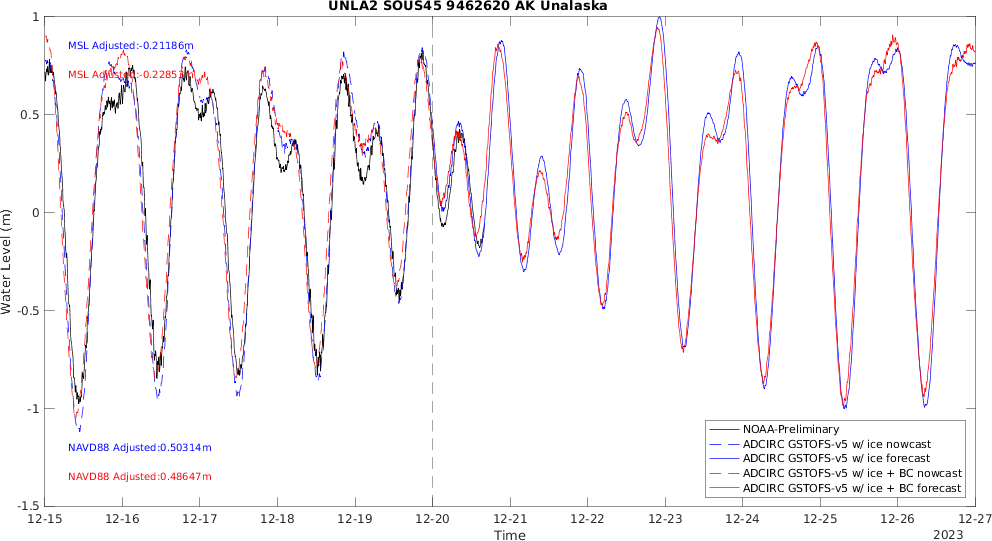 UNLA2 SOUS45 9462620 AK Unalaska
1
0.5
0
-0.5
-1
-1.5
Water Level (m)
MSL Adjusted:-0.21186m
MSL Adjusted:-0.2285 m
NAVD88 Adjusted:0.50314m
NAVD88 Adjusted:0.48647m
NOAA-Preliminary
ADCIRC GSTOFS-v5 w/ ice nowcast
ADCIRC GSTOFS-v5 w/ ice forecast
ADCIRC GSTOFS-v5 w/ ice + BC nowcast
ADCIRC GSTOFS-v5 w/ ice + BC forecast
12-15 12-16 12-17 12-18 12-19 12-20 12-21 12-22 12-23 12-24 12-25 12-26 12-27
Time
2023